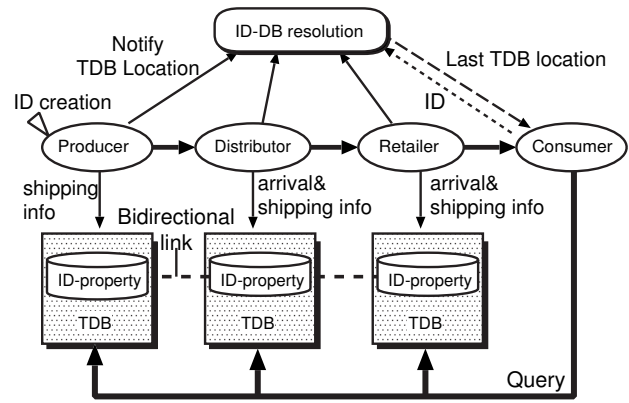 ID-DB resolution
Notify
TDB Location
Last TDB location
ID
ID creation
Producer
Distributor
Retailer
Consumer
shipping
info
arrival&
shipping info
arrival&
shipping info
Bidirectional
link
ID-property
ID-property
ID-property
TDB
TDB
TDB
Query